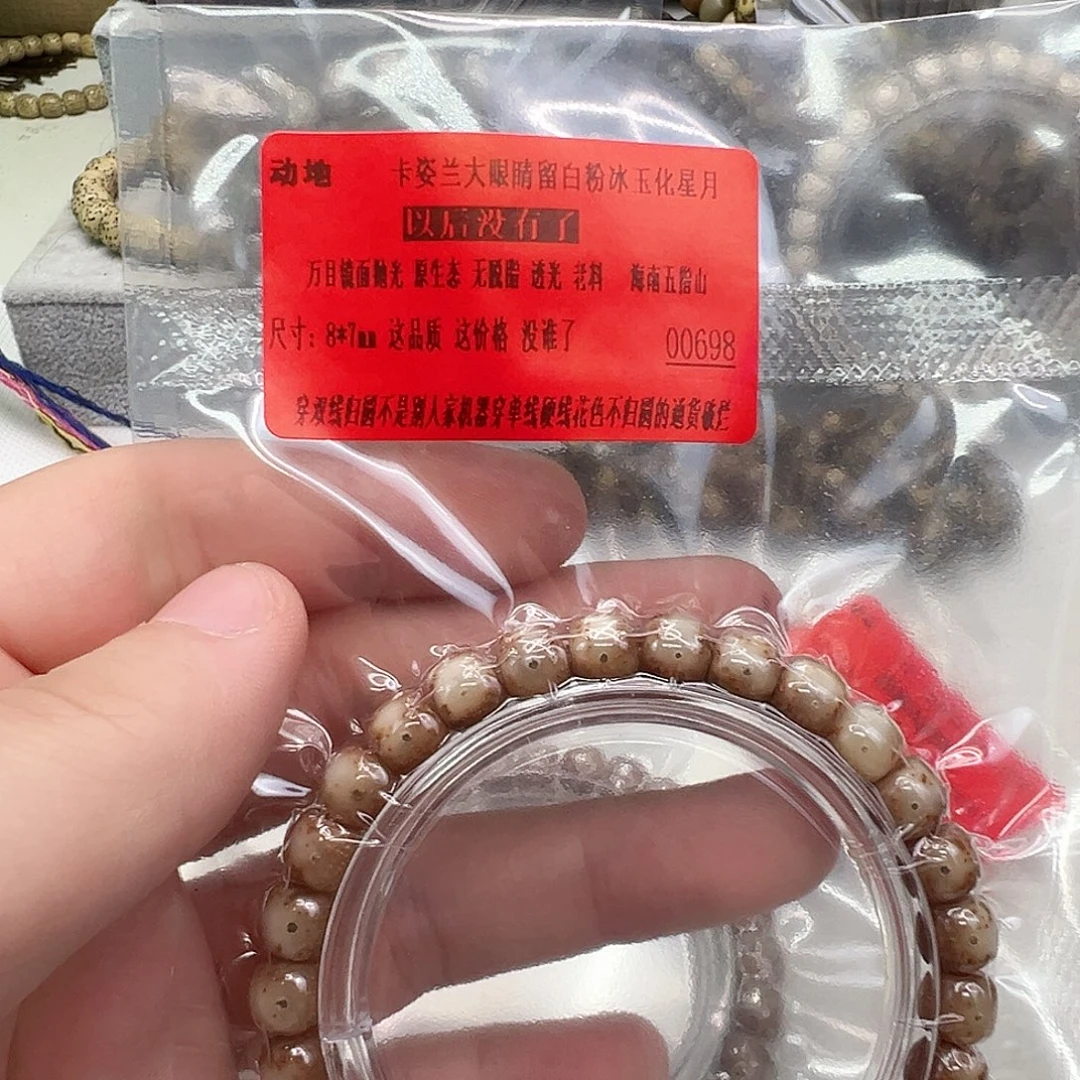 动地 卡姿兰大眼睛留白粉冰玉化星月
以后没有了
万目镜面抛光 原生态 无脱脂 透光 老料 海南五指山
尺寸：8*7mm 这品质 这价格 没谁了 00698
穿双线归圆不是别人家机器穿单线硬线花色不归圆的通货破烂